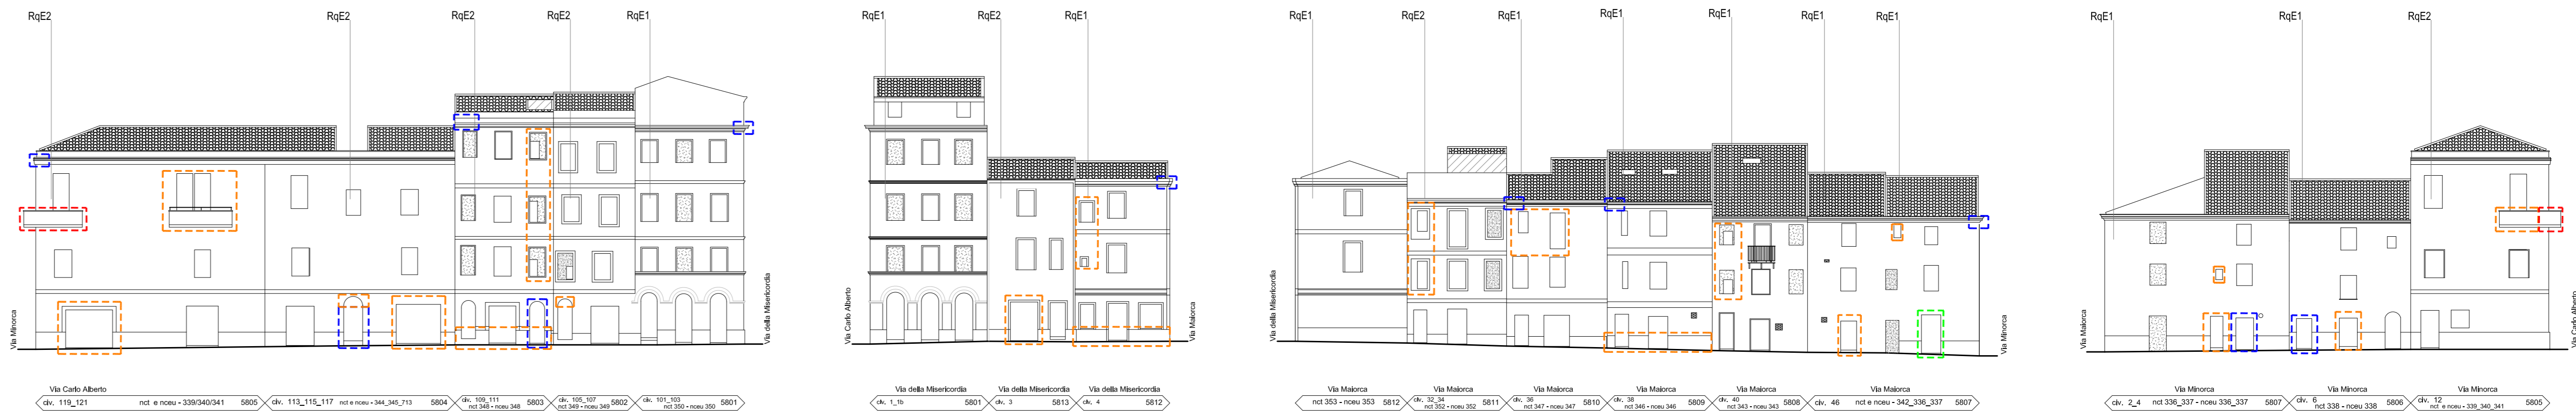 RqE2 RqE2 RqE2 RqE2 RqE1
RqE1 RqE2 RqE1
RqE1 RqE2 RqE1 RqE1 RqE1 RqE1 RqE1
RqE1 RqE1 RqE2
Via Minorca
Via della Misericordia
Via Carlo Alberto
civ. 119_121 nct e nceu - 339/340/341 5805
civ. 113_115_117 nct e nceu - 344_345_713 5804
civ. 109_111
nct 348 - nceu 348 5803
civ. 105_107
nct 349 - nceu 349 5802
civ. 101_103
nct 350 - nceu 350 5801
Via Carlo Alberto
Via Maiorca
Via della Misericordia Via della Misericordia Via della Misericordia
civ. 1_1b 5801
civ. 3 5813
civ. 4 5812
Via della Misericordia
Via Minorca
Via Maiorca Via Maiorca Via Maiorca Via Maiorca Via Maiorca Via Maiorca
nct 353 - nceu 353 5812
civ. 32_34
nct 352 - nceu 352 5811
civ. 36
nct 347 - nceu 347 5810
civ. 38
nct 346 - nceu 346 5809
civ. 40
nct 343 - nceu 343 5808
civ. 46 nct e nceu - 342_336_337 5807
Via Maiorca
Via Carlo Alberto
Via Minorca Via Minorca Via Minorca
civ. 2_4 nct 336_337 - nceu 336_337 5807
civ. 6
nct 338 - nceu 338 5806
civ. 12
nct e nceu - 339_340_341 5805